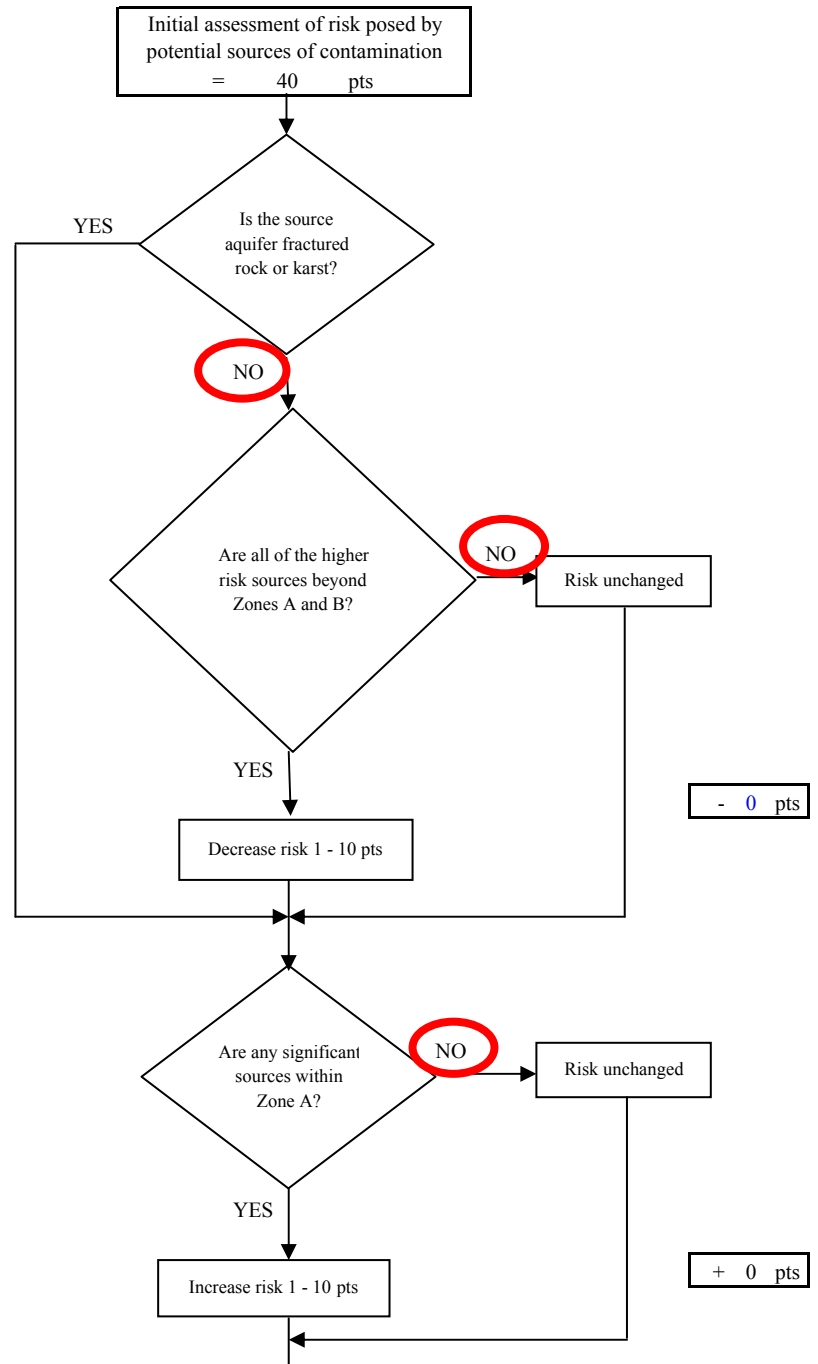 Initial assessment of risk posed by
potential sources of contamination
= 40 pts
YES
Is the source
aquifer fractured
rock or karst?
NO
Are all of the higher
risk sources beyond
Zones A and B?
NO
Risk unchanged
YES
- 0 pts
Decrease risk 1 - 10 pts
Are any significant
sources within
Zone A?
NO
Risk unchanged
YES
+ 0 pts
Increase risk 1 - 10 pts